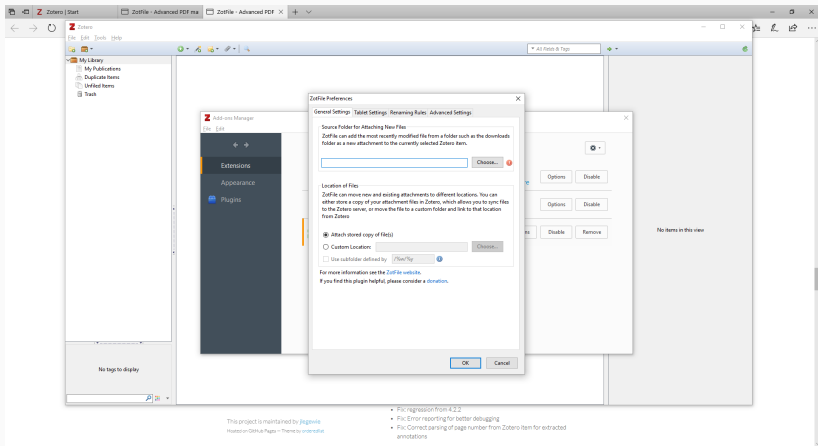 Zotero | Start
ZotFile - Advanced PDF ma
ZotFile - Advanced PDF
Zotero
File Edit Tools Help
All Fields & Tags
My Library
My Publications
Duplicate Items
Unfiled Items
Trash
No items in this view
No tags to display
Add-ons Manager
File Edit
Extensions
Appearance
Plugins
Options
Disable
Options
Disable
Disable
Remove
ZotFile Preferences
General Settings Tablet Settings Renaming Rules Advanced Settings
Source Folder for Attaching New Files
ZotFile can add the most recently modified file from a folder such as the downloads
folder as a new attachment to the currently selected Zotero item.
Choose...
Location of Files
ZotFile can move new and existing attachments to different locations. You can
either store a copy of your attachment files in Zotero, which allows you to sync files
to the Zotero server, or move the file to a custom folder and link to that location
from Zotero.
Attach stored copy of file(s)
Custom Location:
Choose...
Use subfolder defined by /%w/%y
For more information see the ZotFile website.
If you find this plugin helpful, please consider a donation.
OK
Cancel
This project is maintained by jlegewie
Hosted on GitHub Pages — Theme by orderedlist
Fix: regression from 4.2.2
Fix: Error reporting for better debugging
Fix: Correct parsing of page number from Zotero item for extracted
annotations